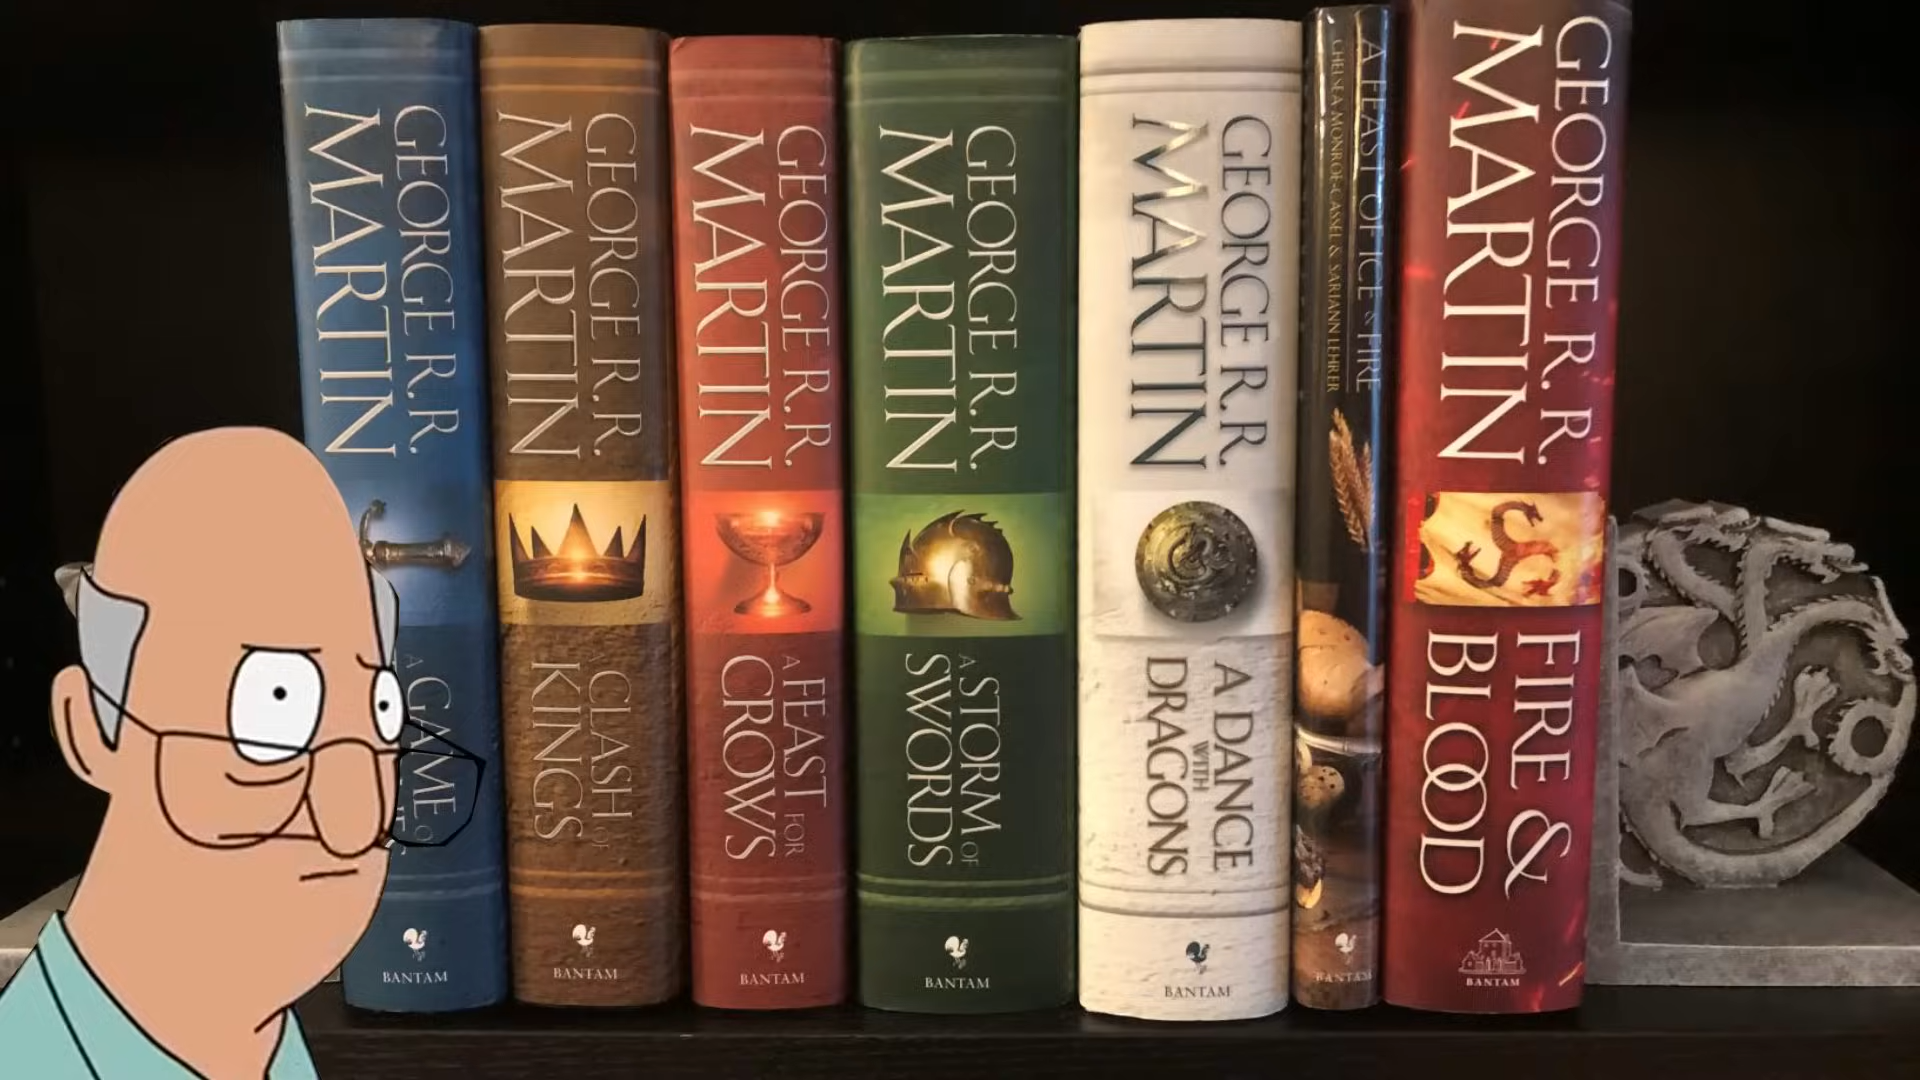 GEORGE R. R.
MARTIN
A GAME OF
BANTAM
GEORGE R. R.
MARTIN
A CLASH OF
KINGS
BANTAM
GEORGE R. R.
MARTIN
A FEAST FOR
CROWS
BANTAM
GEORGE R. R.
MARTIN
A STORM OF
SWORDS
BANTAM
GEORGE R. R.
MARTIN
A DANCE
WITH
DRAGONS
BANTAM
A FEAST OF ICE & FIRE
CHELSEA MONROE-CASSEL & SARIANN LEHRER
BANTAM
GEORGE R. R.
MARTIN
FIRE &
BLOOD
BANTAM